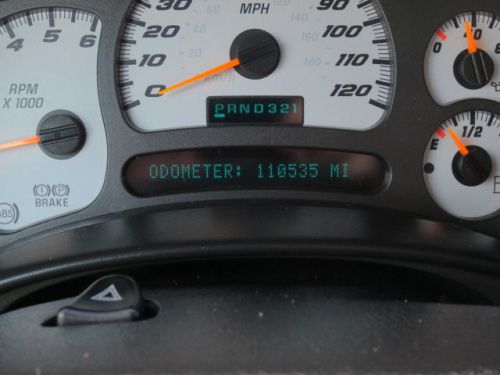 30 MPH 90
20 100
10 110
0 km/h 120
4 5 6
RPM
X 1000
PRND321
ODOMETER: 110535 MI
BRAKE
ABS
0
E 1/2